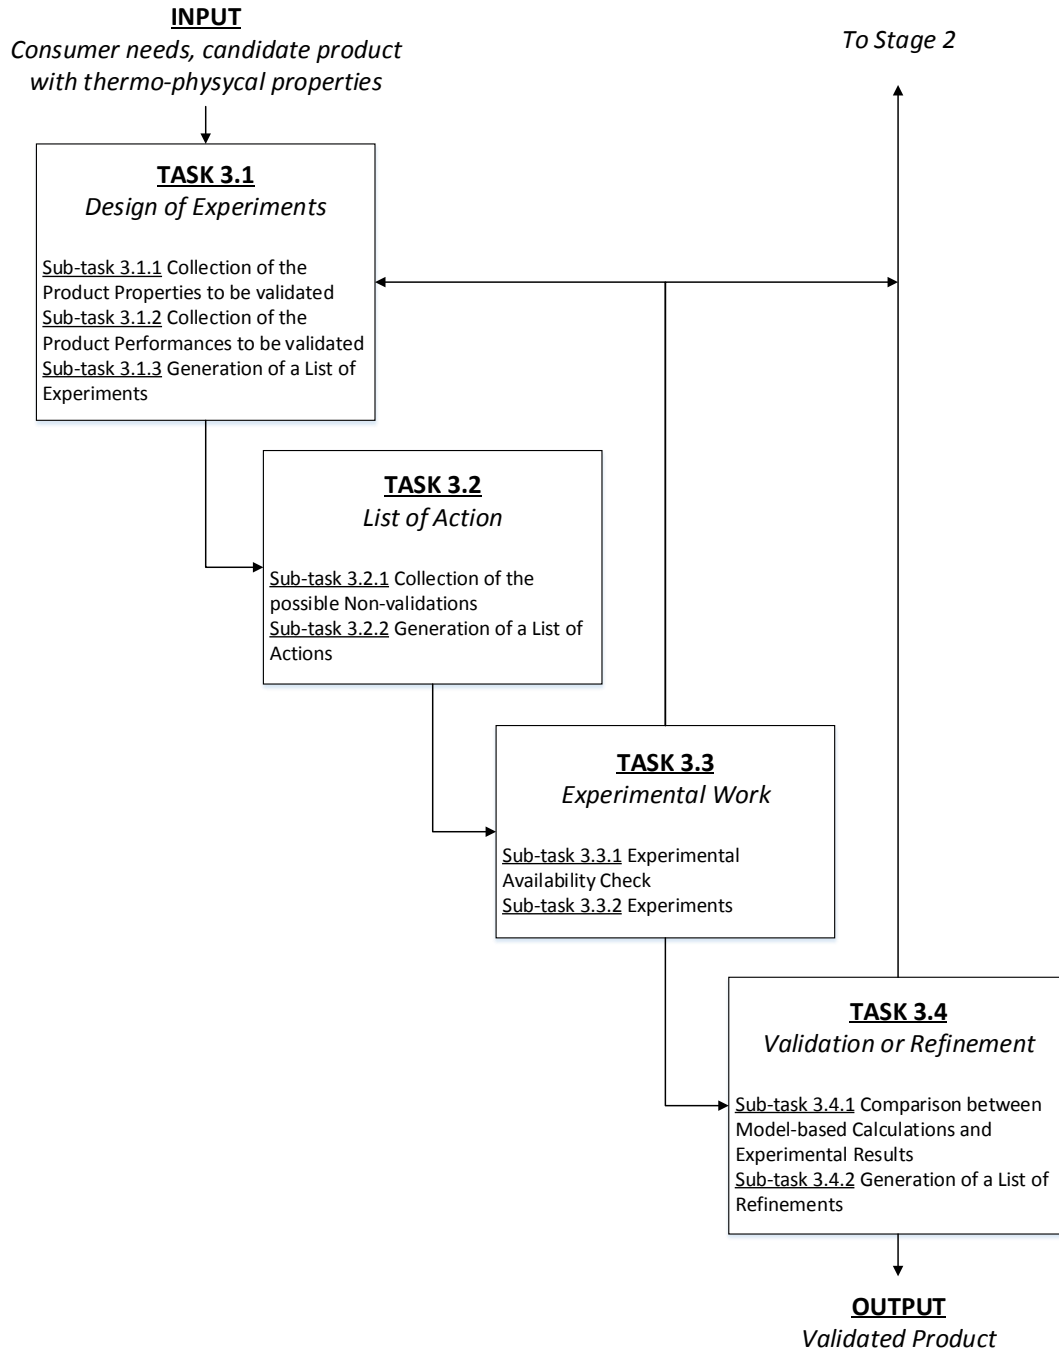 INPUT
Consumer needs, candidate product
with thermo-physycal properties
To Stage 2
TASK 3.1
Design of Experiments
Sub-task 3.1.1 Collection of the
Product Properties to be validated
Sub-task 3.1.2 Collection of the
Product Performances to be validated
Sub-task 3.1.3 Generation of a List of
Experiments
TASK 3.2
List of Action
Sub-task 3.2.1 Collection of the
possible Non-validations
Sub-task 3.2.2 Generation of a List of
Actions
TASK 3.3
Experimental Work
Sub-task 3.3.1 Experimental
Availability Check
Sub-task 3.3.2 Experiments
TASK 3.4
Validation or Refinement
Sub-task 3.4.1 Comparison between
Model-based Calculations and
Experimental Results
Sub-task 3.4.2 Generation of a List of
Refinements
OUTPUT
Validated Product